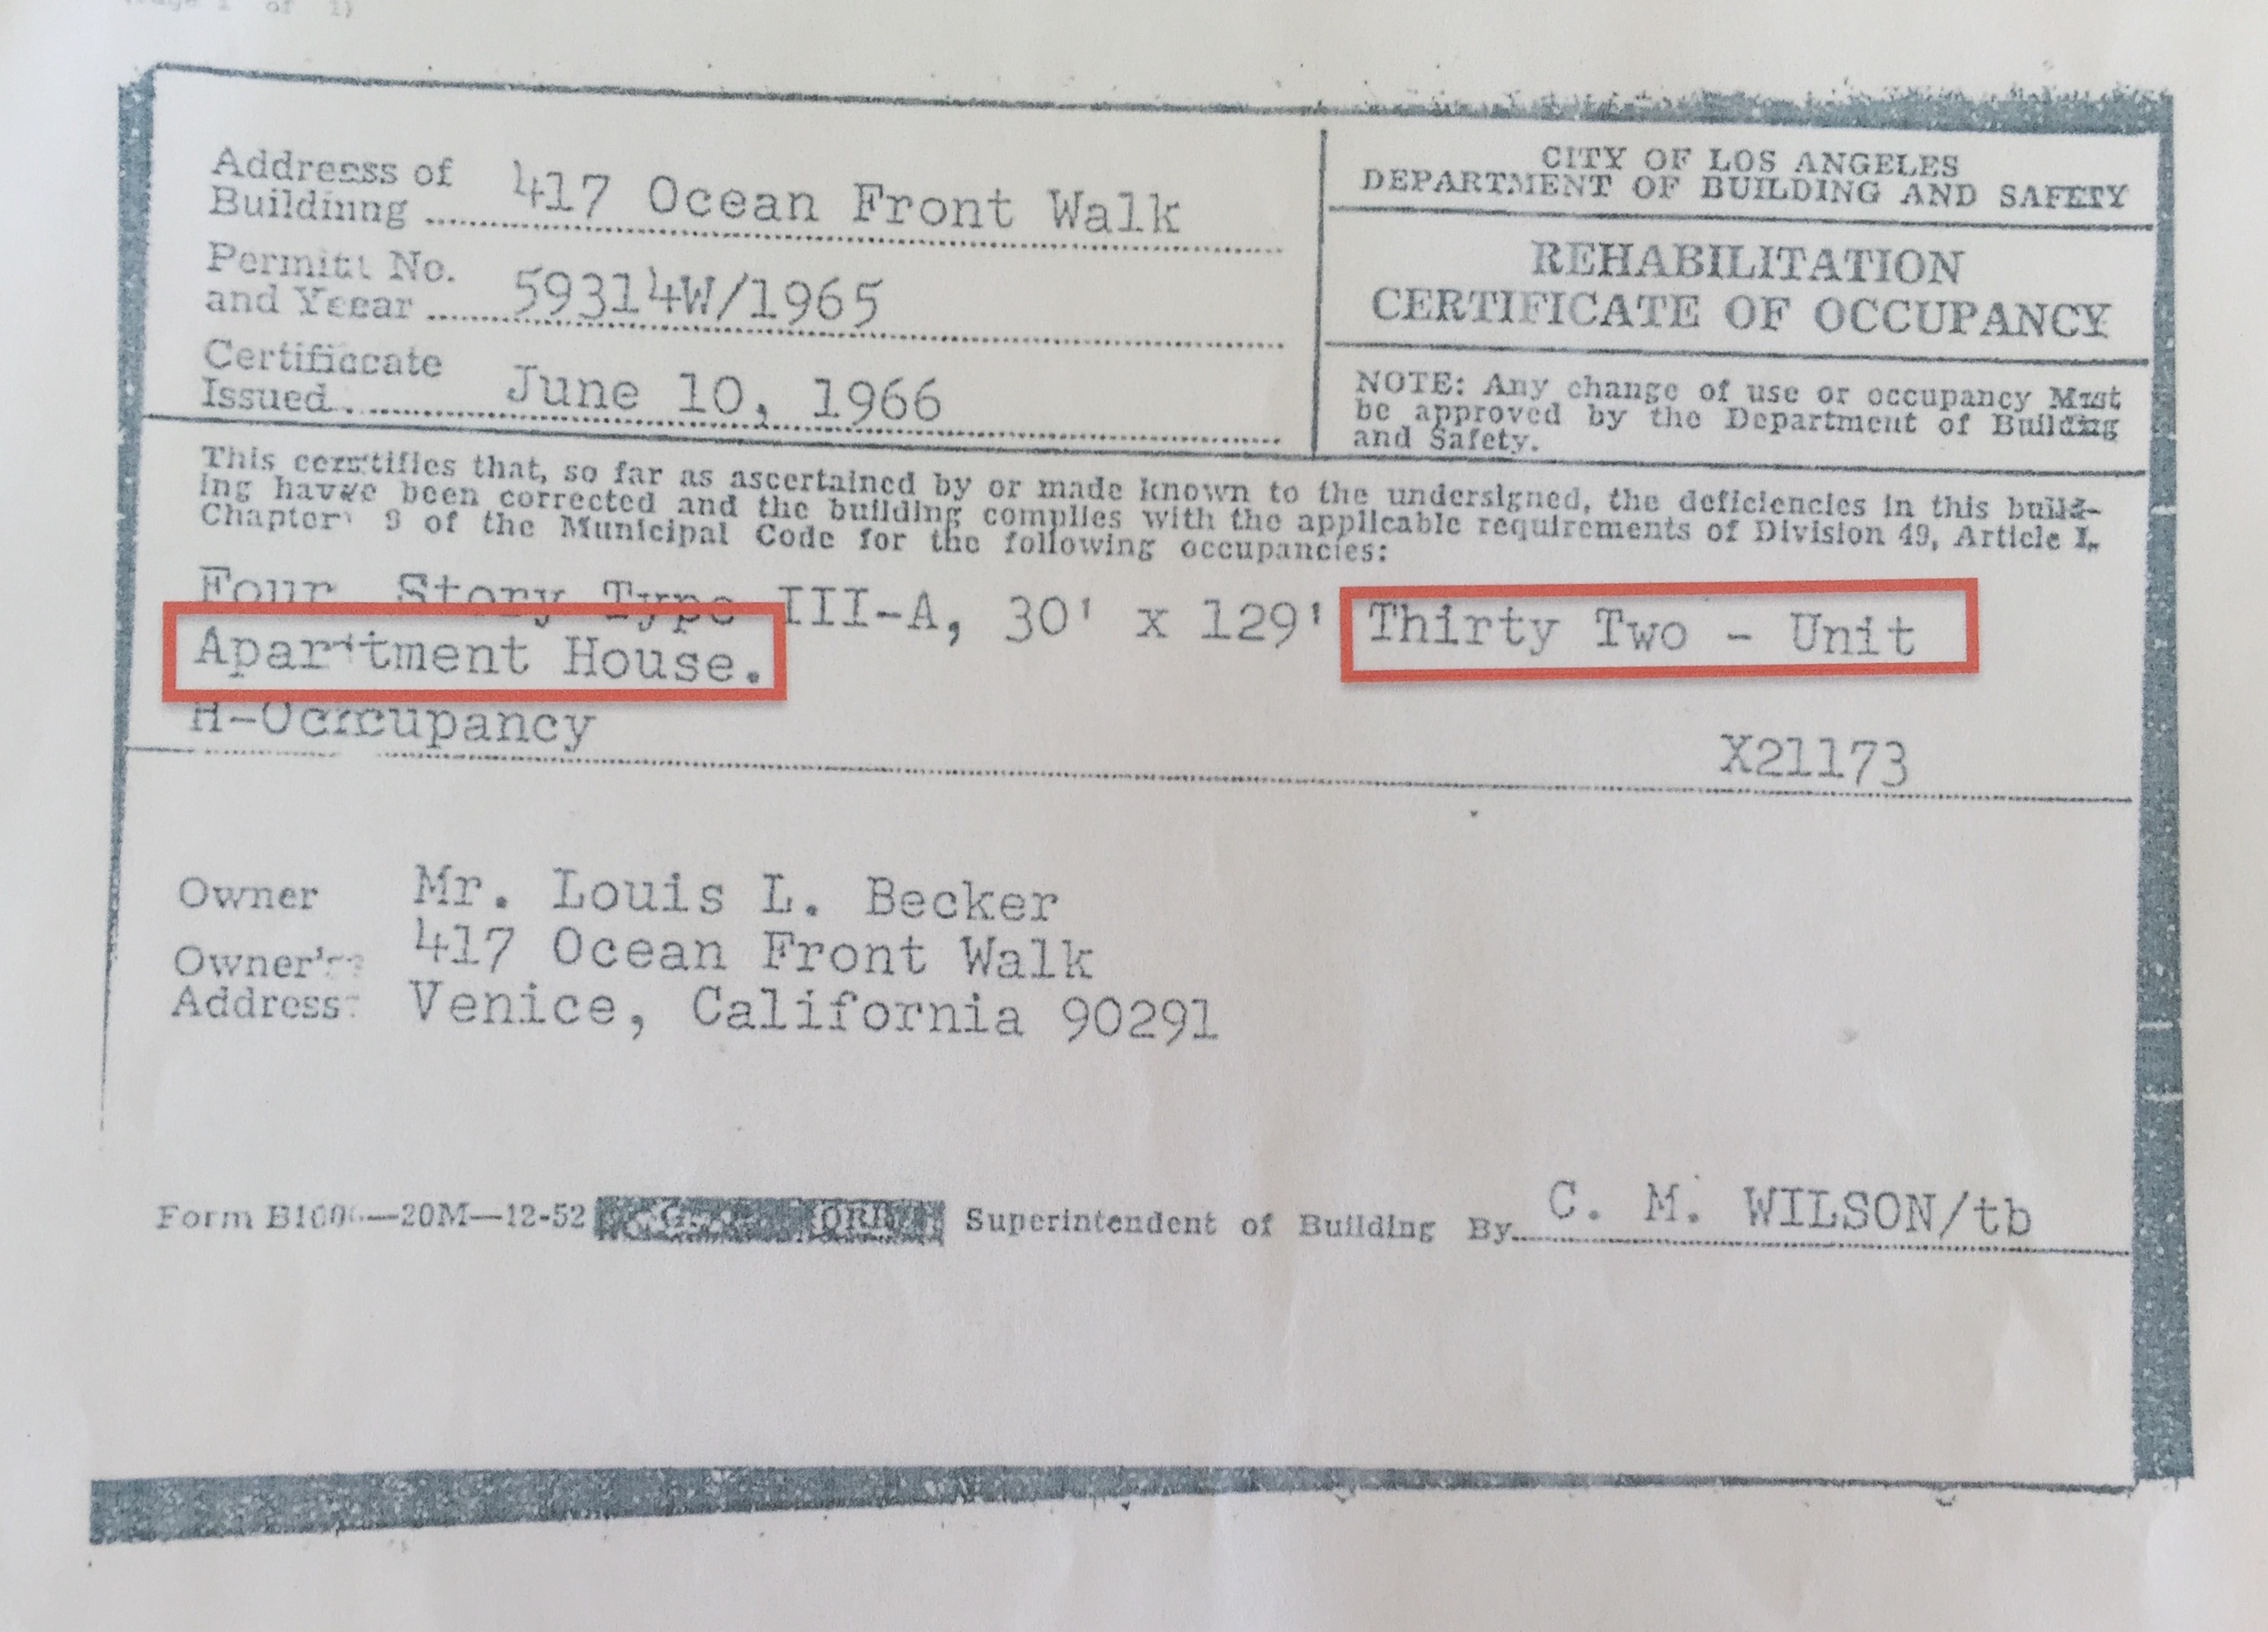 of 1)
Address of
Building 417 Ocean Front Walk
Permit No.
and Year 59314W/1965
Certificate
Issued June 10, 1966
CITY OF LOS ANGELES
DEPARTMENT OF BUILDING AND SAFETY
REHABILITATION
CERTIFICATE OF OCCUPANCY
NOTE: Any change of use or occupancy Must
be approved by the Department of Building
and Safety.
This certifies that, so far as ascertained by or made known to the undersigned, the deficiencies in this build-
ing have been corrected and the building complies with the applicable requirements of Division 49, Article 1,
Chapter 9 of the Municipal Code for the following occupancies:
Four Story Type III-A, 30' x 129' Thirty Two - Unit
Apartment House.
H-Occupancy
X21173
Owner Mr. Louis L. Becker
Owner's 417 Ocean Front Walk
Address Venice, California 90291
Form —20M—12-52 Superintendent of Building By C. M. WILSON/tb